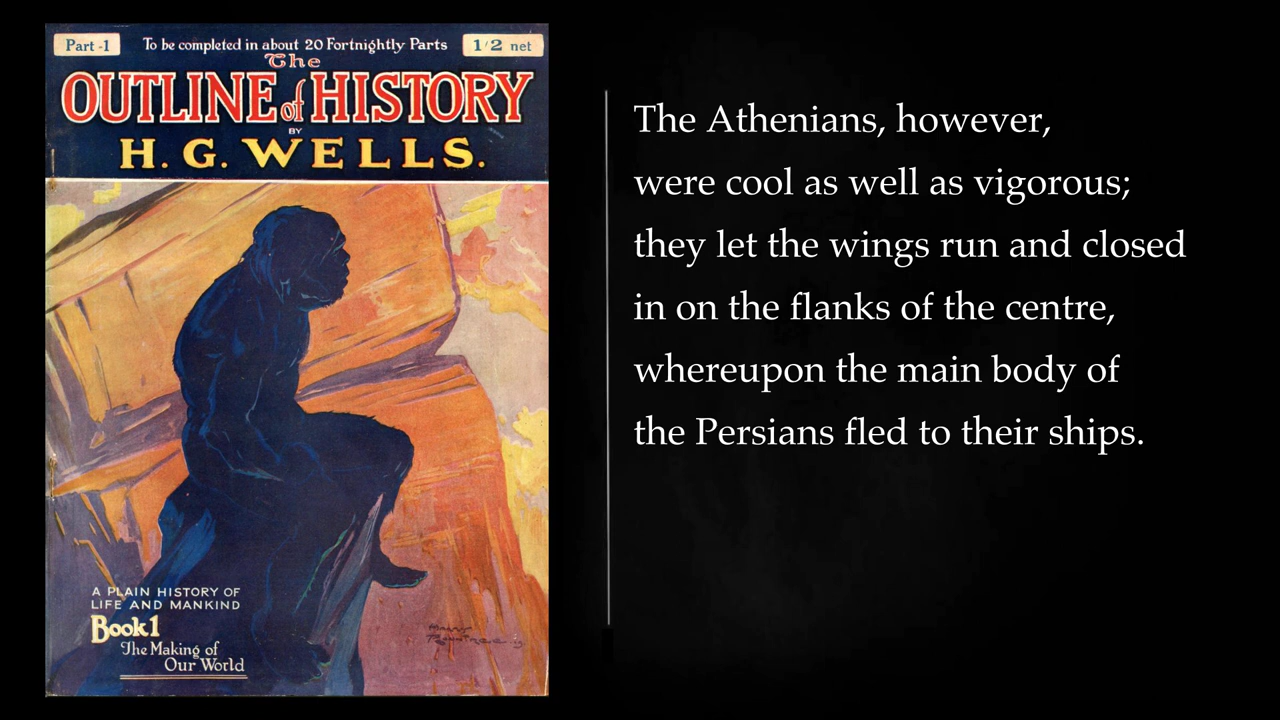 Part -1
To be completed in about 20 Fortnightly Parts
1/2 net
The
OUTLINE of HISTORY
BY
H. G. WELLS.
A PLAIN HISTORY OF
LIFE AND MANKIND
Book 1
The Making of
Our World
The Athenians, however,
were cool as well as vigorous;
they let the wings run and closed
in on the flanks of the centre,
whereupon the main body of
the Persians fled to their ships.